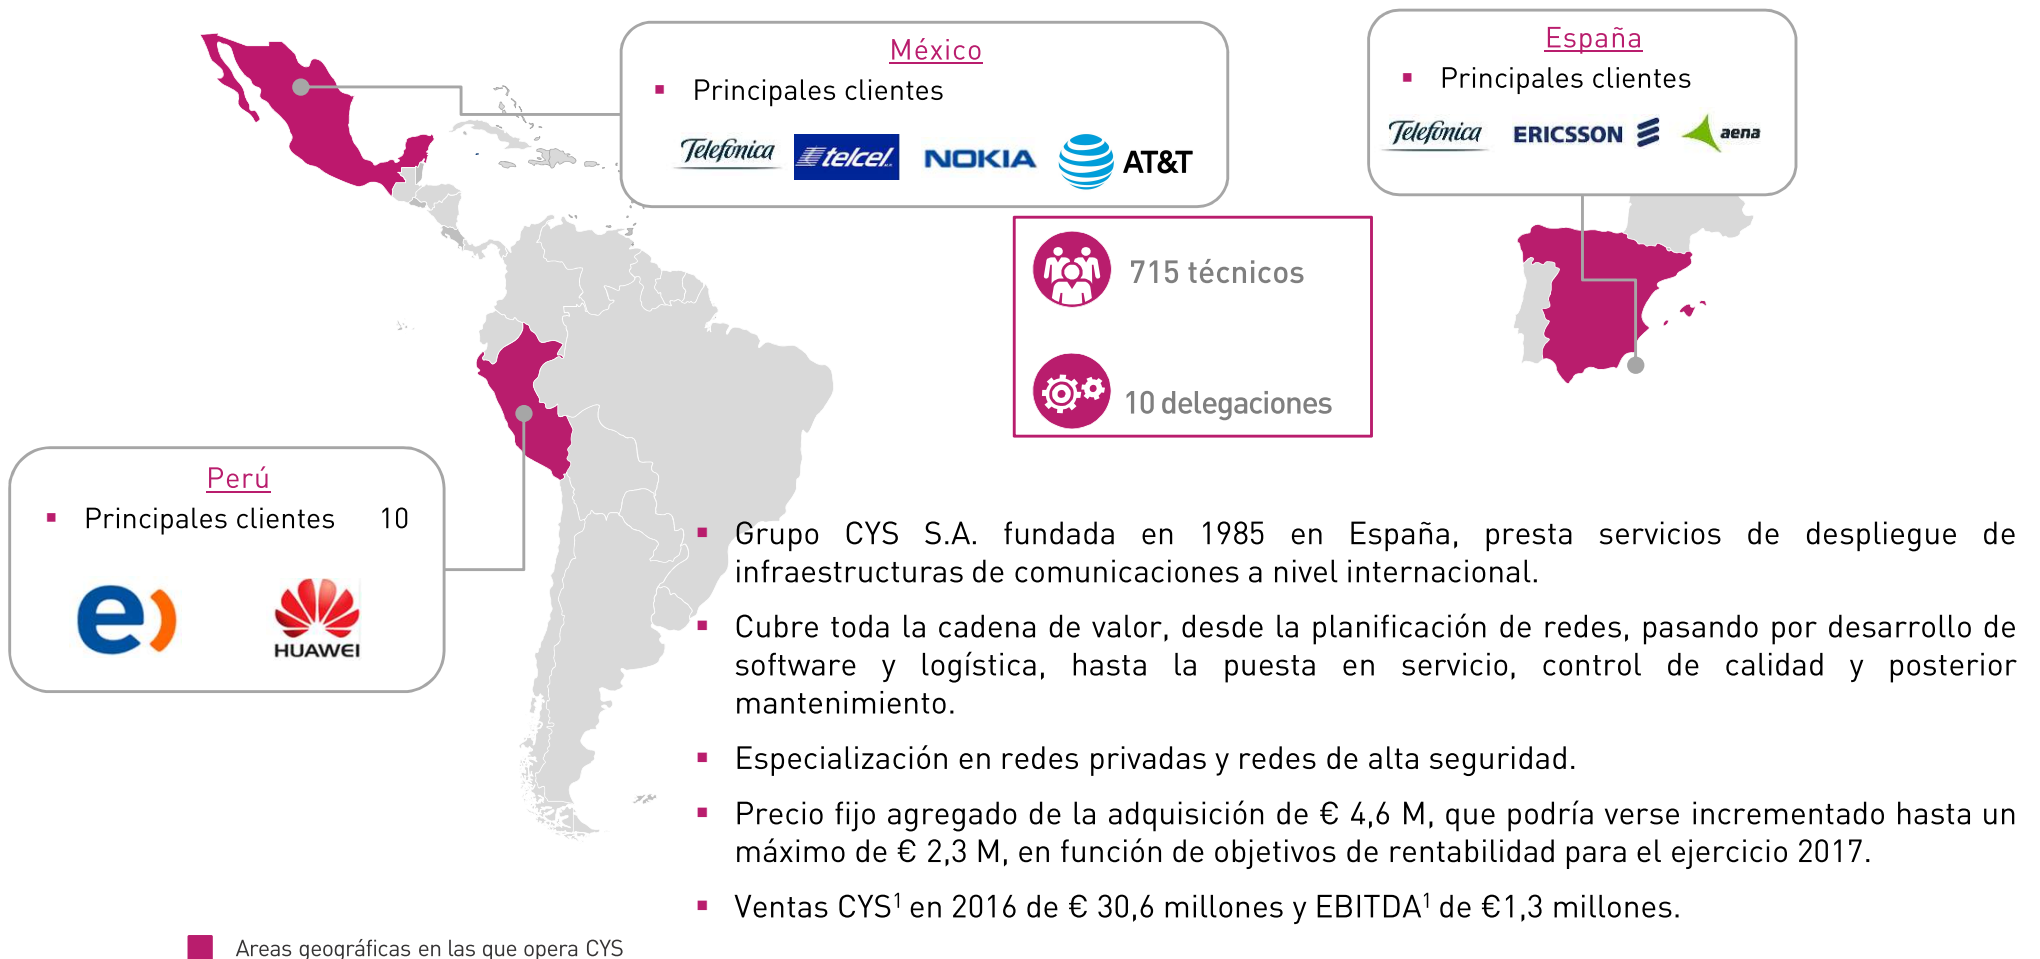 México
▪ Principales clientes
Telefónica telcel NOKIA AT&T
España
▪ Principales clientes
Telefónica ERICSSON aena
715 técnicos
10 delegaciones
Perú
▪ Principales clientes 10
e) HUAWEI
▪ Grupo CYS S.A. fundada en 1985 en España, presta servicios de despliegue de
infraestructuras de comunicaciones a nivel internacional.
▪ Cubre toda la cadena de valor, desde la planificación de redes, pasando por desarrollo de
software y logística, hasta la puesta en servicio, control de calidad y posterior
mantenimiento.
▪ Especialización en redes privadas y redes de alta seguridad.
▪ Precio fijo agregado de la adquisición de € 4,6 M, que podría verse incrementado hasta un
máximo de € 2,3 M, en función de objetivos de rentabilidad para el ejercicio 2017.
▪ Ventas CYS¹ en 2016 de € 30,6 millones y EBITDA¹ de €1,3 millones.
Areas geográficas en las que opera CYS